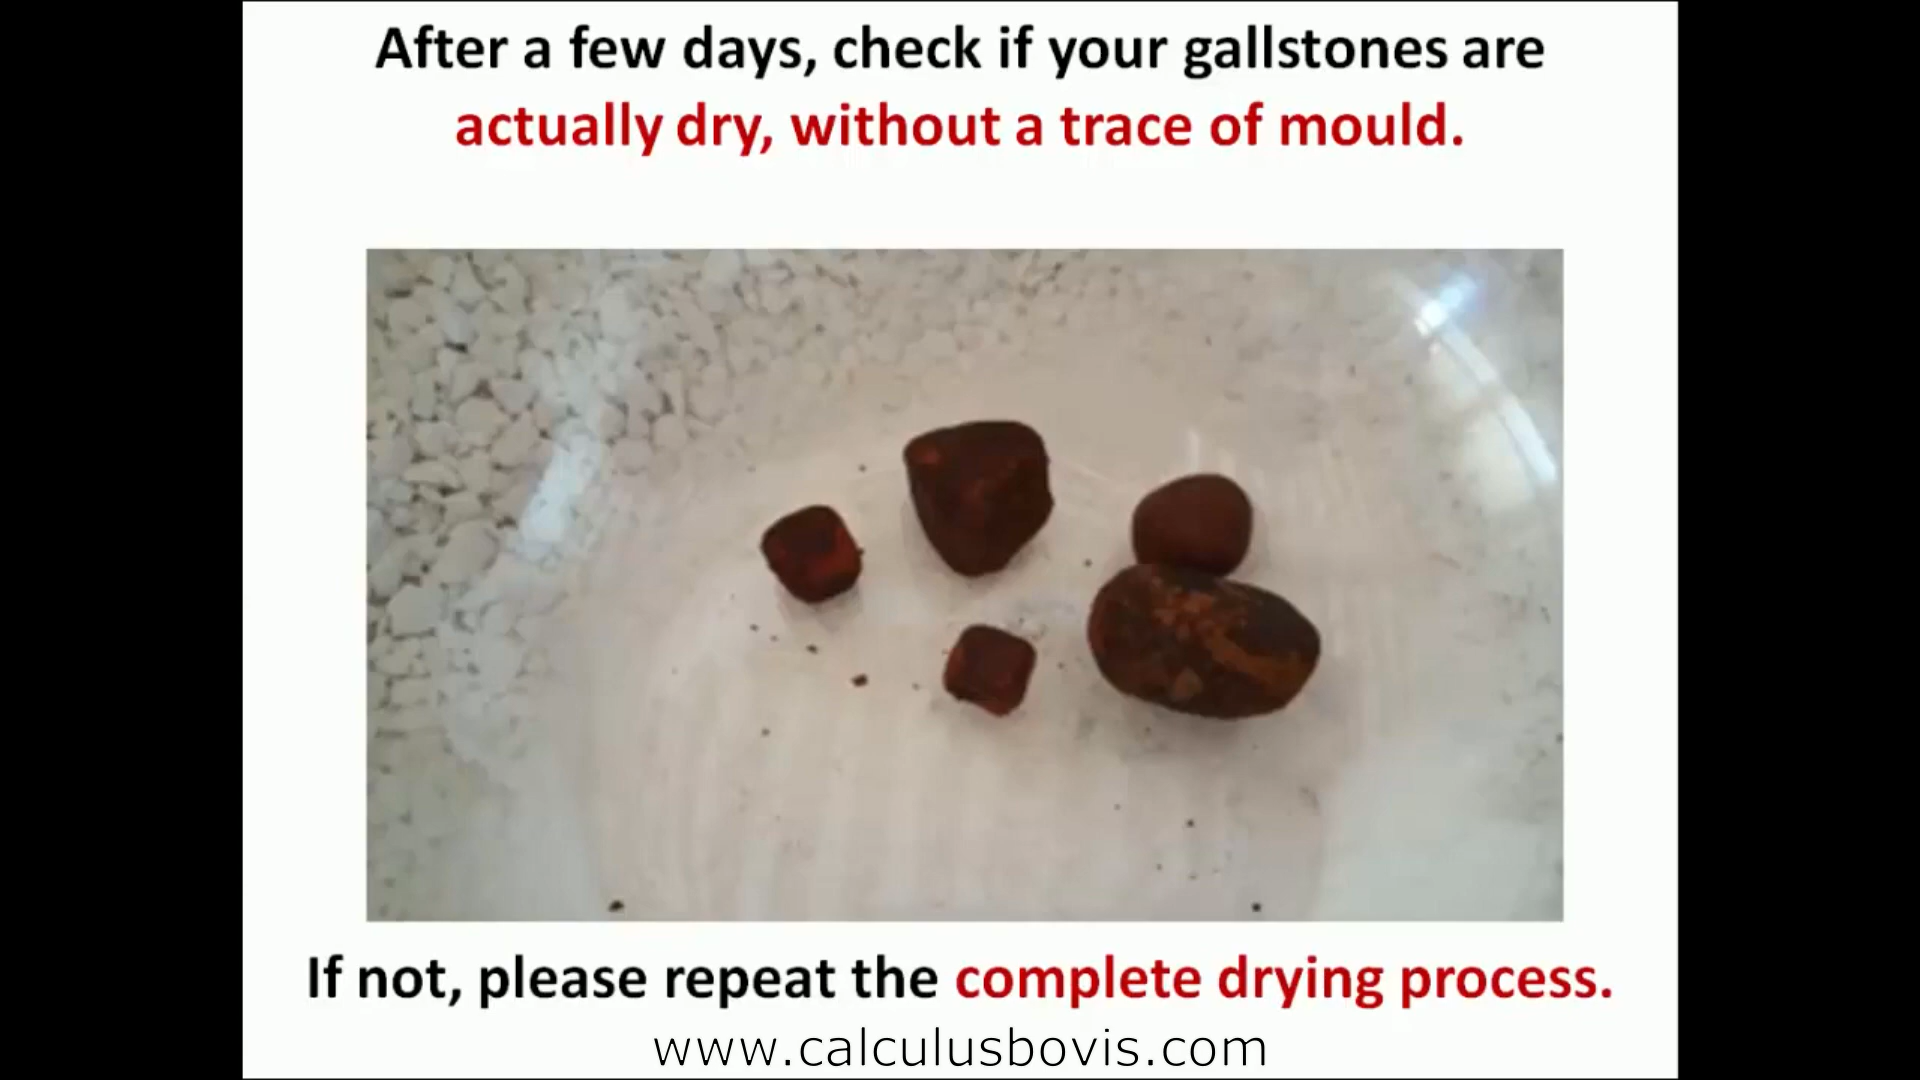 After a few days, check if your gallstones are
actually dry, without a trace of mould.
If not, please repeat the complete drying process.
www.calculusbovis.com